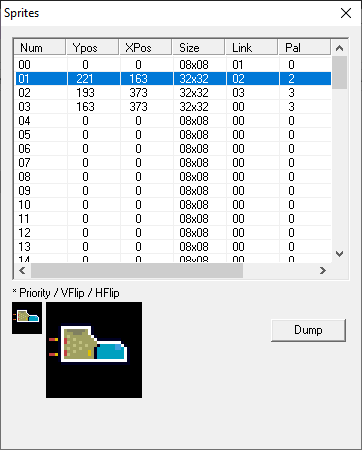 Sprites
Num Ypos XPos Size Link Pal
00 0 0 08x08 01 0
01 221 163 32x32 02 2
02 193 373 32x32 03 3
03 163 373 32x32 00 3
04 0 0 08x08 00 0
05 0 0 08x08 00 0
06 0 0 08x08 00 0
07 0 0 08x08 00 0
08 0 0 08x08 00 0
09 0 0 08x08 00 0
10 0 0 08x08 00 0
11 0 0 08x08 00 0
12 0 0 08x08 00 0
13 0 0 08x08 00 0
14 0 0 08x08 00 0
* Priority / VFlip / HFlip
Dump